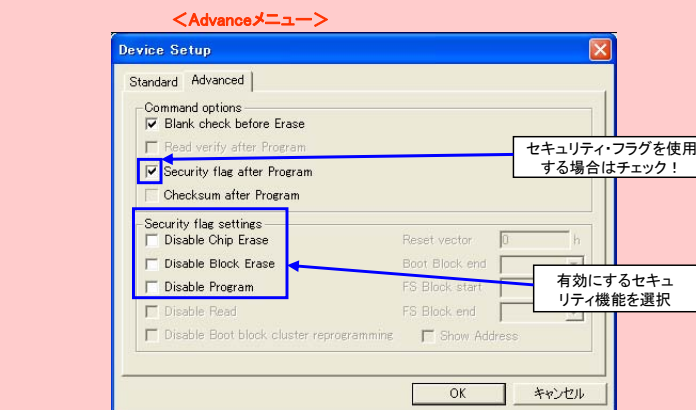 ＜Advanceメニュー＞
Device Setup
Standard Advanced
Command options
Blank check before Erase
Read verify after Program
Security flag after Program
Checksum after Program
セキュリティ・フラグを使用
する場合はチェック！
Security flag settings
Disable Chip Erase
Reset vector 0 h
Disable Block Erase
Boot Block end
Disable Program
FS Block start
有効にするセキュ
リティ機能を選択
Disable Read
FS Block end
Disable Boot block cluster reprogramming
Show Address
OK キャンセル